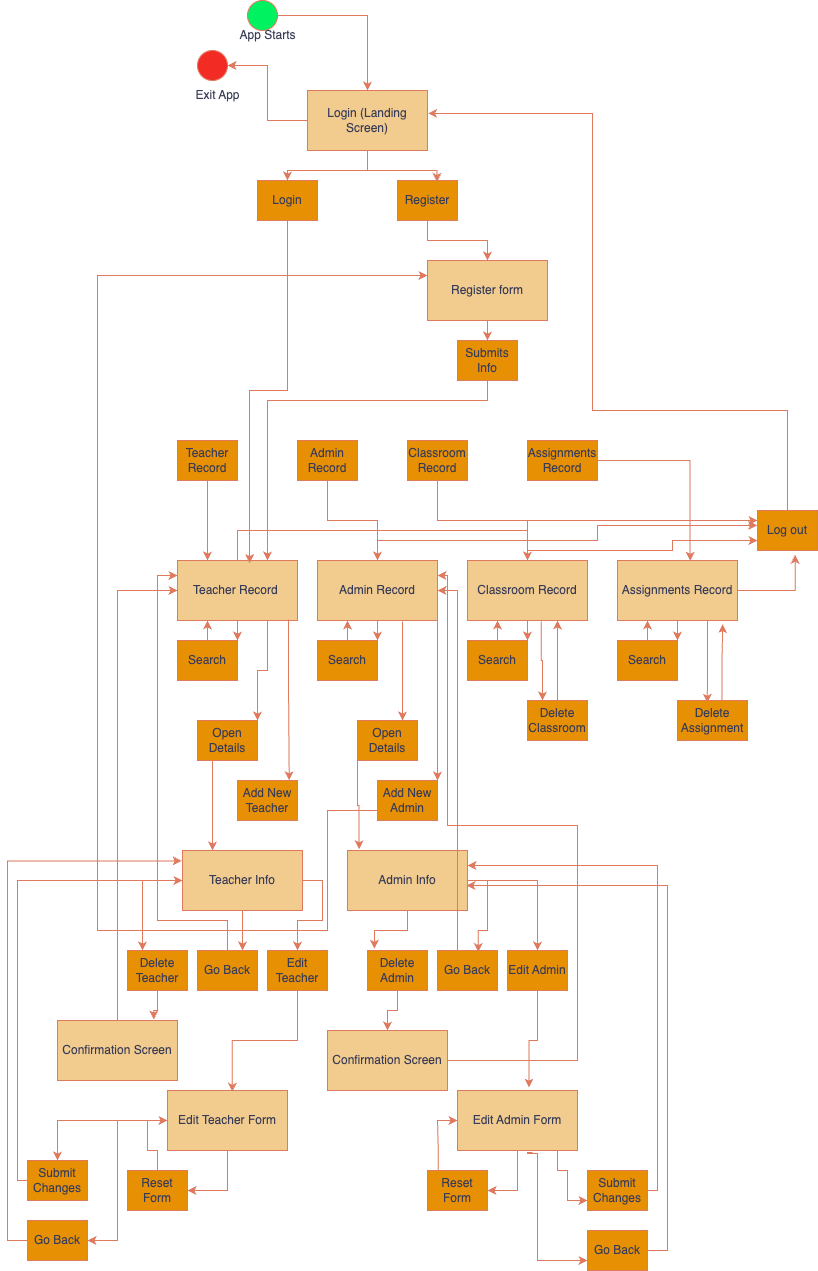 App Starts
Exit App
Login (Landing
Screen)
Login
Register
Register form
Submits
Info
Teacher
Record
Admin
Record
Classroom
Record
Assignments
Record
Log out
Teacher Record
Admin Record
Classroom Record
Assignments Record
Search
Search
Search
Search
Open
Details
Open
Details
Delete
Classroom
Delete
Assignment
Add New
Teacher
Add New
Admin
Teacher Info
Admin Info
Delete
Teacher
Go Back
Edit
Teacher
Delete
Admin
Go Back
Edit Admin
Confirmation Screen
Confirmation Screen
Edit Teacher Form
Edit Admin Form
Submit
Changes
Reset
Form
Reset
Form
Submit
Changes
Go Back
Go Back